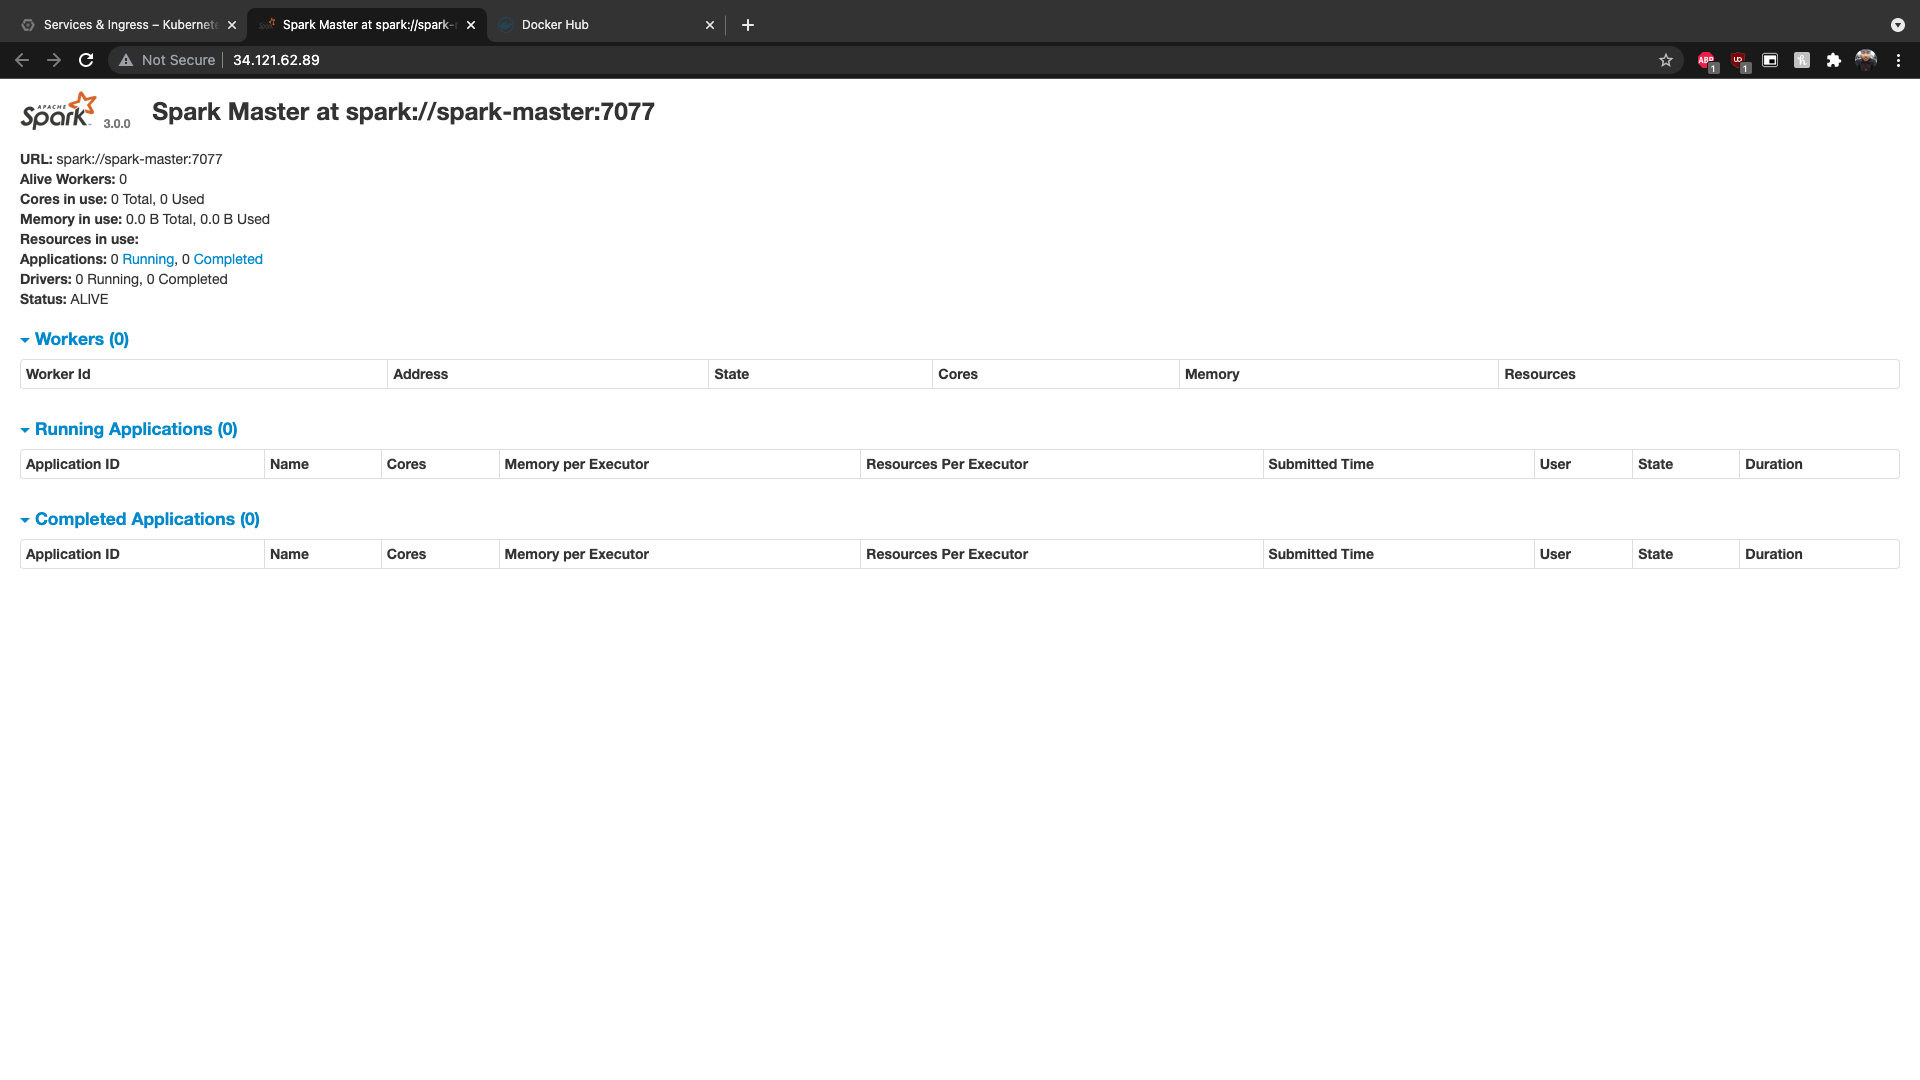 Services & Ingress – Kubernete
Spark Master at spark://spark-
Docker Hub
Not Secure
34.121.62.89
ABP
1
1
APACHE
Spark
3.0.0
Spark Master at spark://spark-master:7077
URL: spark://spark-master:7077
Alive Workers: 0
Cores in use: 0 Total, 0 Used
Memory in use: 0.0 B Total, 0.0 B Used
Resources in use:
Applications: 0 Running, 0 Completed
Drivers: 0 Running, 0 Completed
Status: ALIVE
Workers (0)
Worker Id Address State Cores Memory Resources
Running Applications (0)
Application ID Name Cores Memory per Executor Resources Per Executor Submitted Time User State Duration
Completed Applications (0)
Application ID Name Cores Memory per Executor Resources Per Executor Submitted Time User State Duration